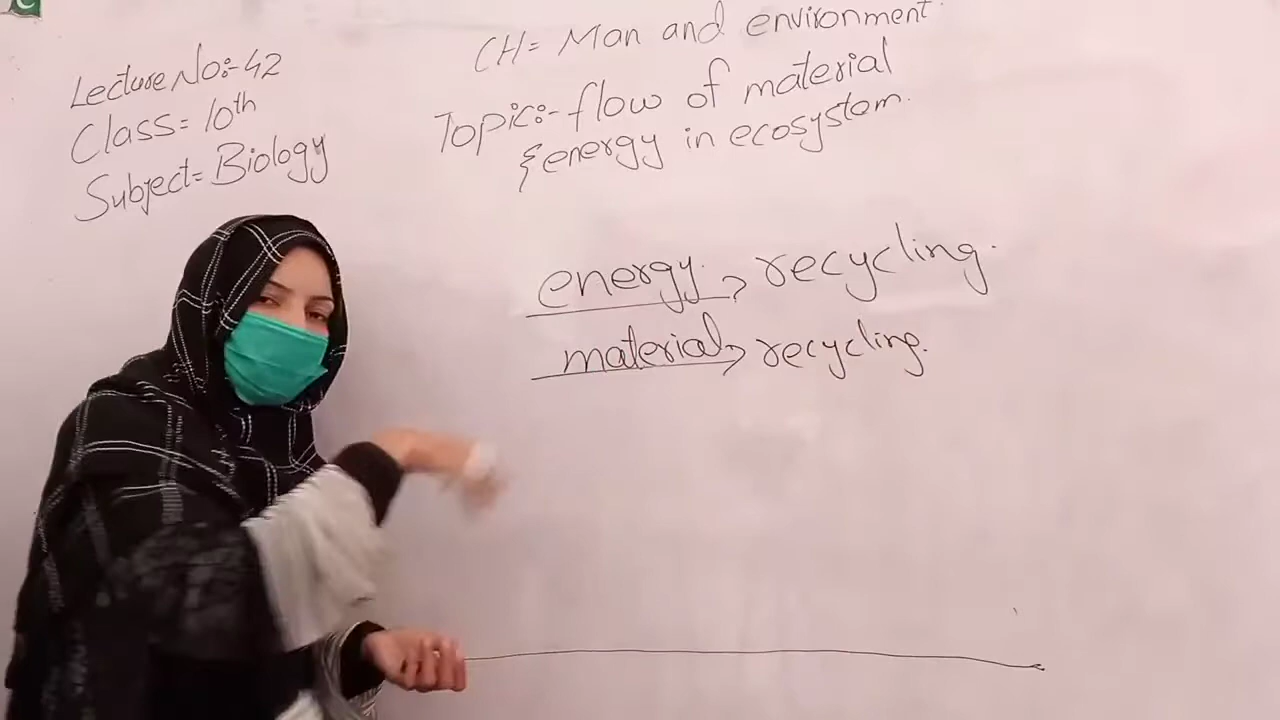 Lecture No:- 42
Class = 10th
Subject = Biology
CH = Man and environment.
Topic:- flow of material
& energy in ecosystem.
energy → recycling.
material → recycling.